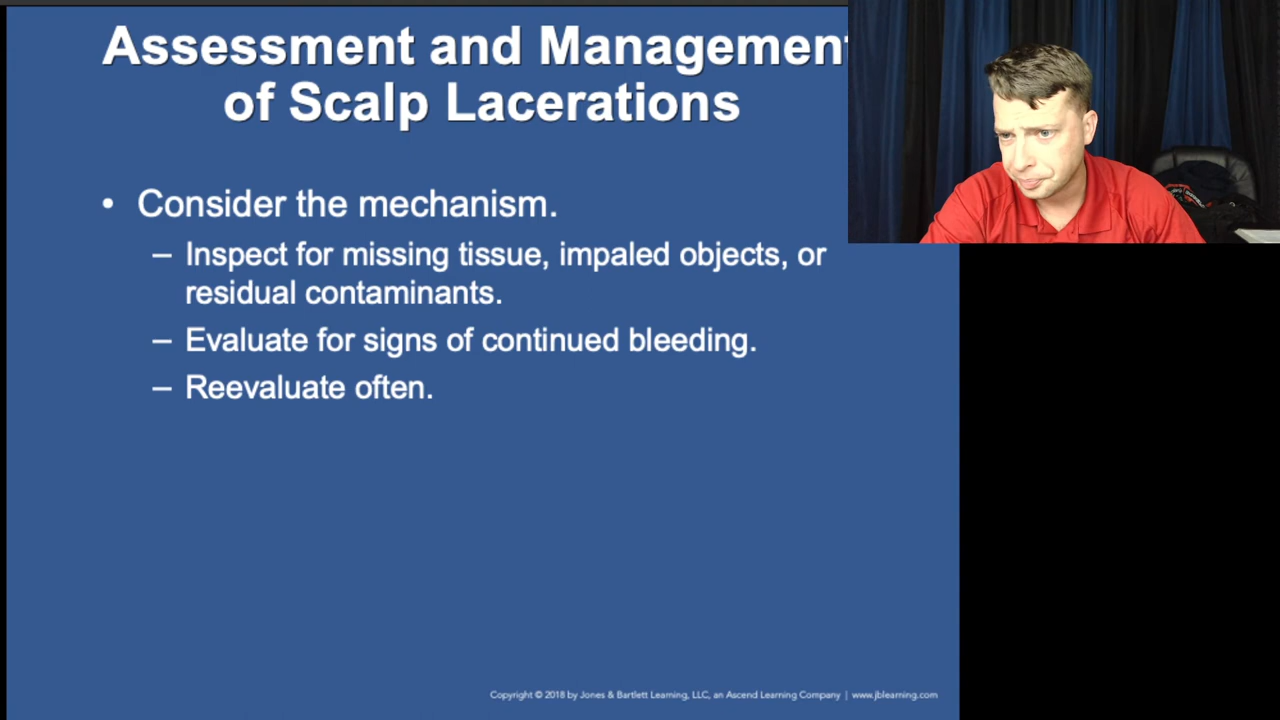 Assessment and Management
of Scalp Lacerations
• Consider the mechanism.
– Inspect for missing tissue, impaled objects, or
residual contaminants.
– Evaluate for signs of continued bleeding.
– Reevaluate often.
Copyright © 2018 by Jones & Bartlett Learning, LLC, an Ascend Learning Company | www.jblearning.com